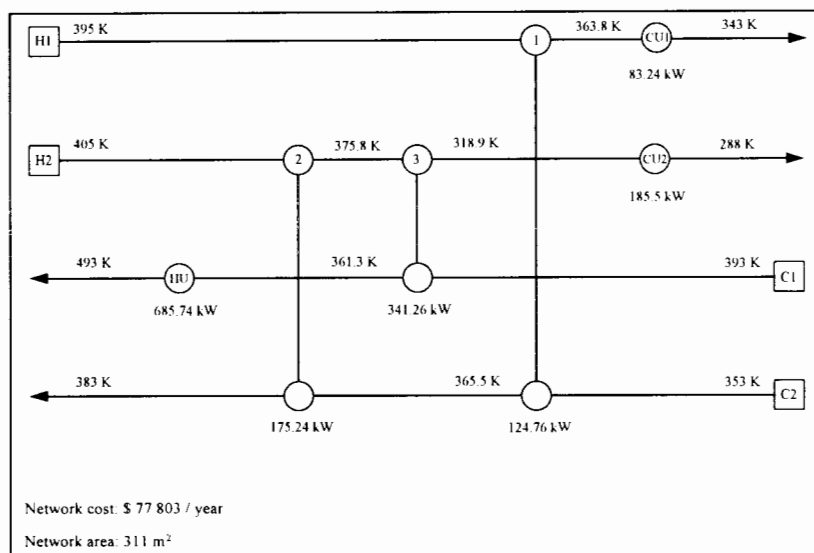 H1 395 K 1 363.8 K CU1 343 K
83.24 kW
H2 405 K 2 375.8 K 3 318.9 K CU2 288 K
185.5 kW
493 K HU 361.3 K 393 K C1
685.74 kW 341.26 kW
383 K 365.5 K 353 K C2
175.24 kW 124.76 kW
Network cost: $ 77 803 / year
Network area: 311 m²